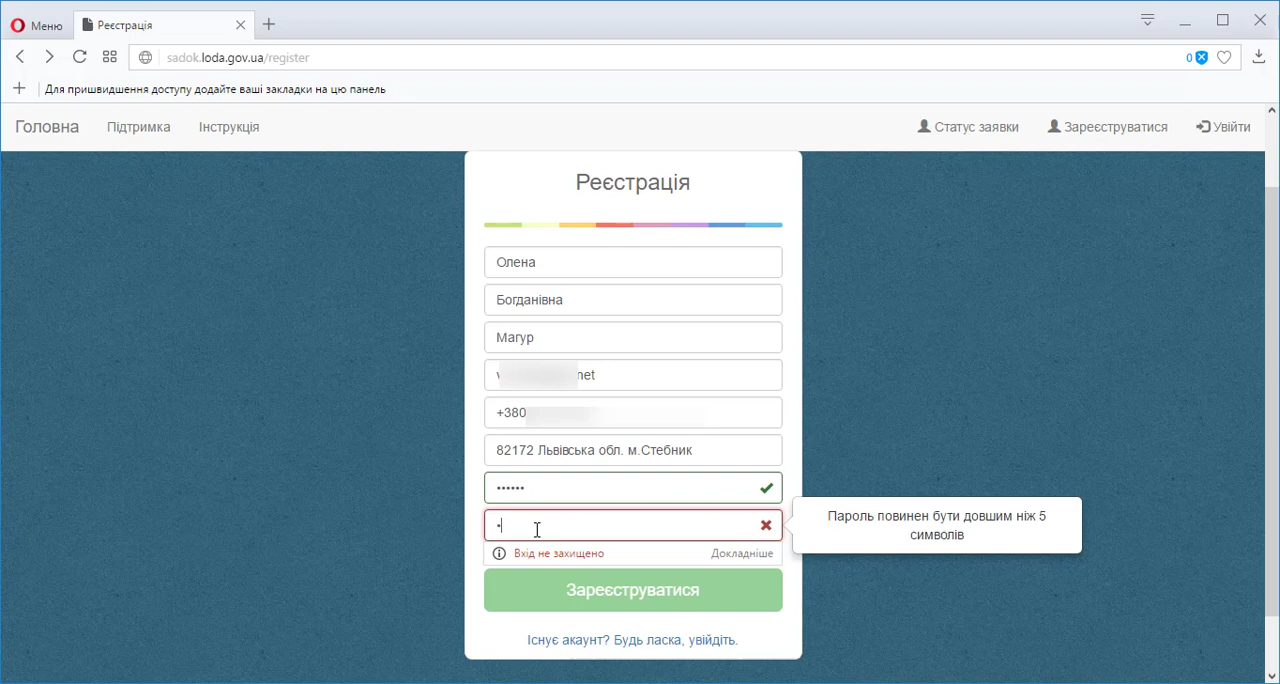 Меню
Реєстрація
sadok.loda.gov.ua/register
0
Для пришвидшення доступу додайте ваші закладки на цю панель
Головна Підтримка Інструкція Статус заявки Зареєструватися Увійти
Реєстрація
Олена
Богданівна
Магур
net
+380
82172 Львівська обл. м.Стебник
••••••
•
Пароль повинен бути довшим ніж 5
символів
Вхід не захищено Докладніше
Зареєструватися
Існує акаунт? Будь ласка, увійдіть.